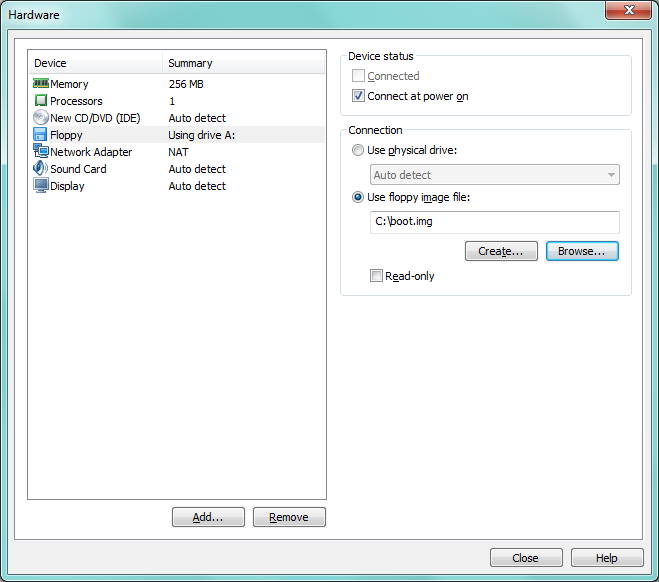 Hardware
Device Summary
Memory 256 MB
Processors 1
New CD/DVD (IDE) Auto detect
Floppy Using drive A:
Network Adapter NAT
Sound Card Auto detect
Display Auto detect
Add... Remove
Device status
Connected
Connect at power on
Connection
Use physical drive:
Auto detect
Use floppy image file:
C:\boot.img
Create... Browse...
Read-only
Close Help